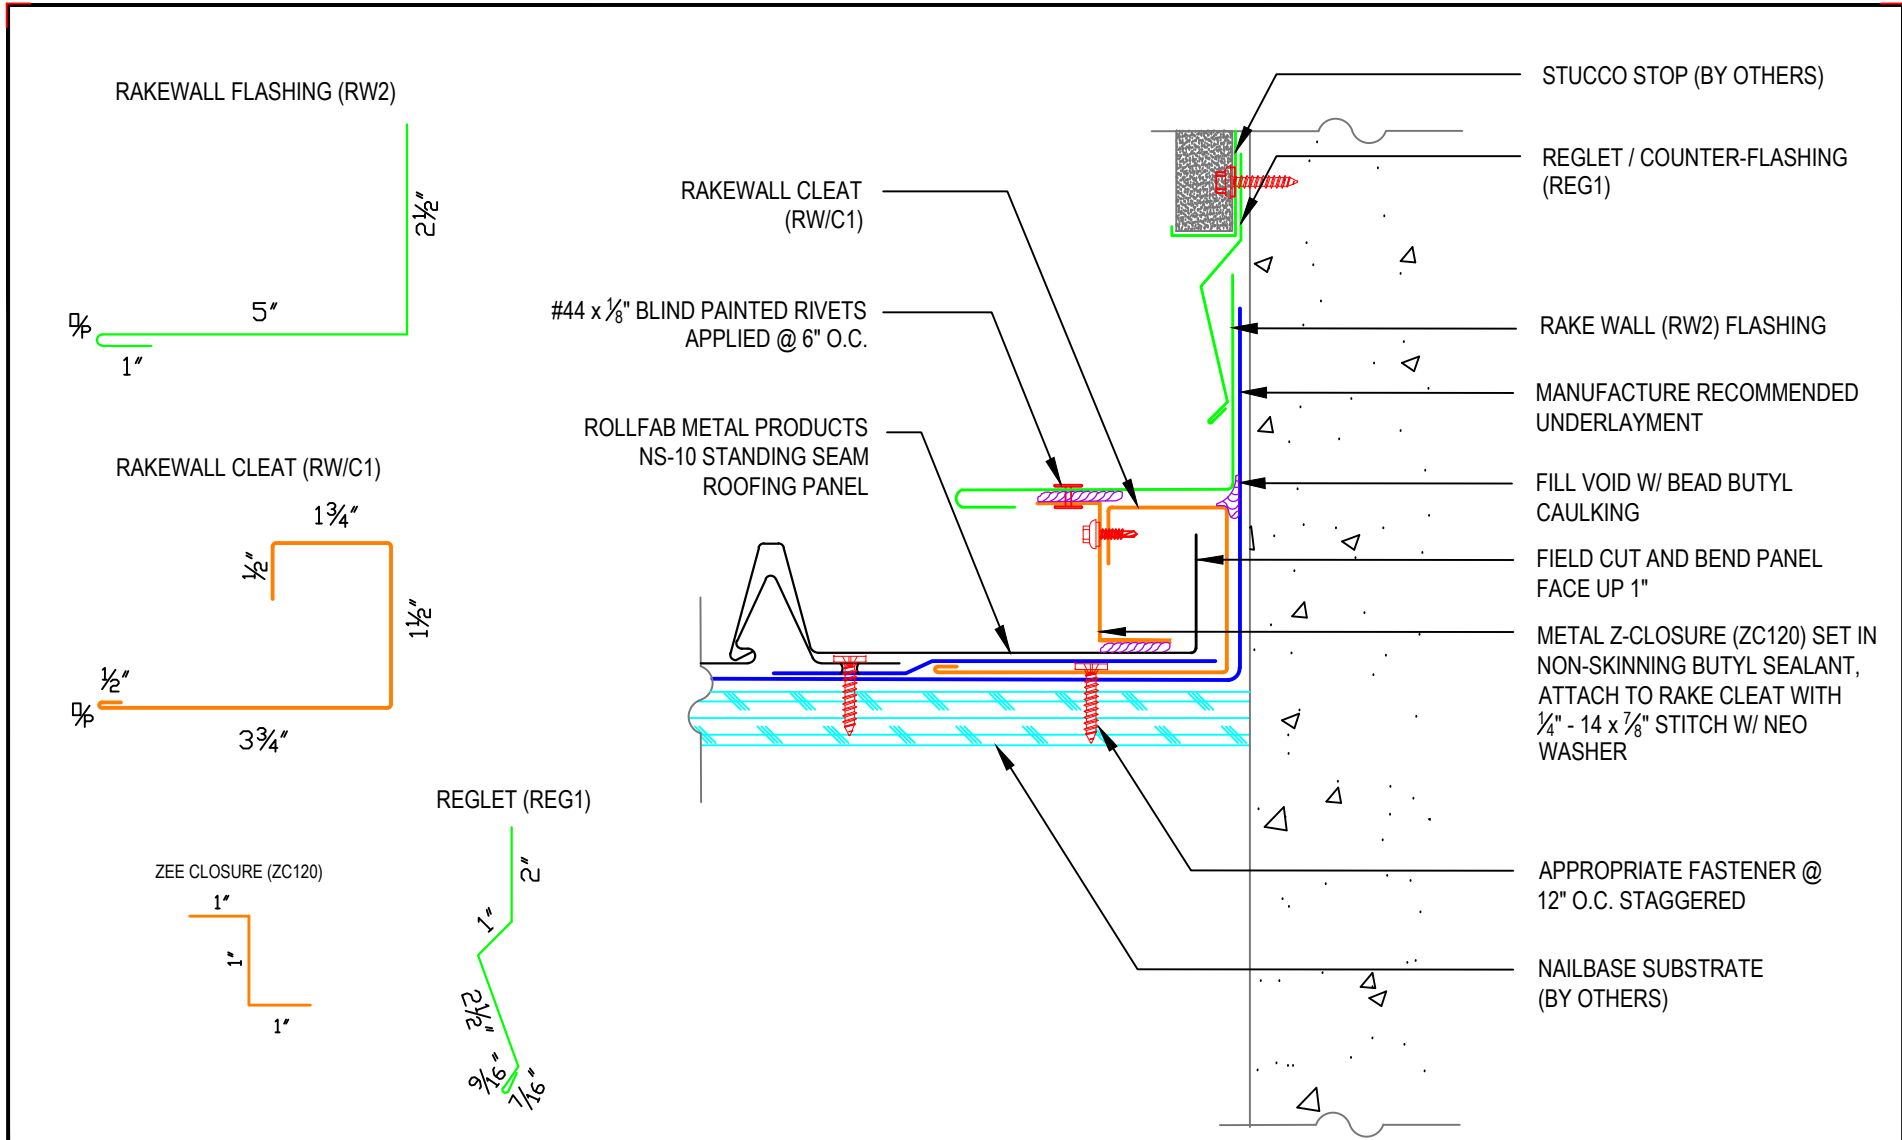 RAKEWALL FLASHING (RW2)
2½"
5"
O/P
1"
RAKEWALL CLEAT (RW/C1)
1¾"
½"
1½"
½"
O/P
3¾"
REGLET (REG1)
2"
1"
2½"
9/16"
7/16"
ZEE CLOSURE (ZC120)
1"
1"
1"
RAKEWALL CLEAT
(RW/C1)
#44 x ⅛" BLIND PAINTED RIVETS
APPLIED @ 6" O.C.
ROLLFAB METAL PRODUCTS
NS-10 STANDING SEAM
ROOFING PANEL
STUCCO STOP (BY OTHERS)
REGLET / COUNTER-FLASHING
(REG1)
RAKE WALL (RW2) FLASHING
MANUFACTURE RECOMMENDED
UNDERLAYMENT
FILL VOID W/ BEAD BUTYL
CAULKING
FIELD CUT AND BEND PANEL
FACE UP 1"
METAL Z-CLOSURE (ZC120) SET IN
NON-SKINNING BUTYL SEALANT,
ATTACH TO RAKE CLEAT WITH
¼" - 14 x ⅞" STITCH W/ NEO
WASHER
APPROPRIATE FASTENER @
12" O.C. STAGGERED
NAILBASE SUBSTRATE
(BY OTHERS)